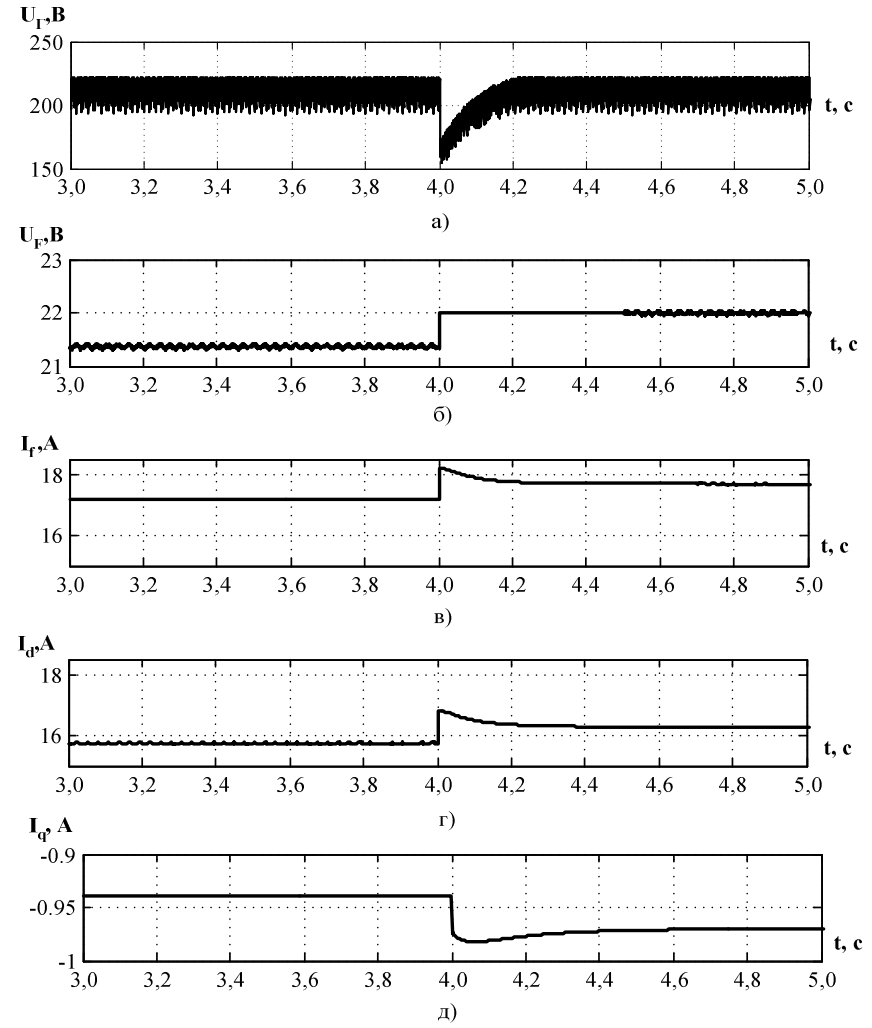 U_Г,В
250
200
150
t, с
3,0 3,2 3,4 3,6 3,8 4,0 4,2 4,4 4,6 4,8 5,0
а)
U_F,В
23
22
21
t, с
3,0 3,2 3,4 3,6 3,8 4,0 4,2 4,4 4,6 4,8 5,0
б)
I_f,А
18
16
t, с
3,0 3,2 3,4 3,6 3,8 4,0 4,2 4,4 4,6 4,8 5,0
в)
I_d,А
18
16
t, с
3,0 3,2 3,4 3,6 3,8 4,0 4,2 4,4 4,6 4,8 5,0
г)
I_q, А
-0.9
-0.95
-1
t, с
3,0 3,2 3,4 3,6 3,8 4,0 4,2 4,4 4,6 4,8 5,0
д)